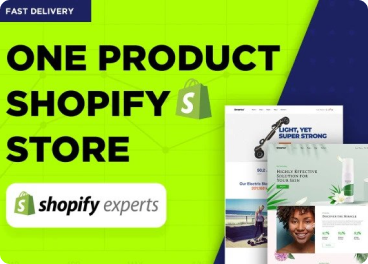 FAST DELIVERY
ONE PRODUCT
SHOPIFY
STORE
shopify experts
LIGHT, YET
SUPER STRONG
Our Electric S
Highly Effective
Solution for
Your Skin